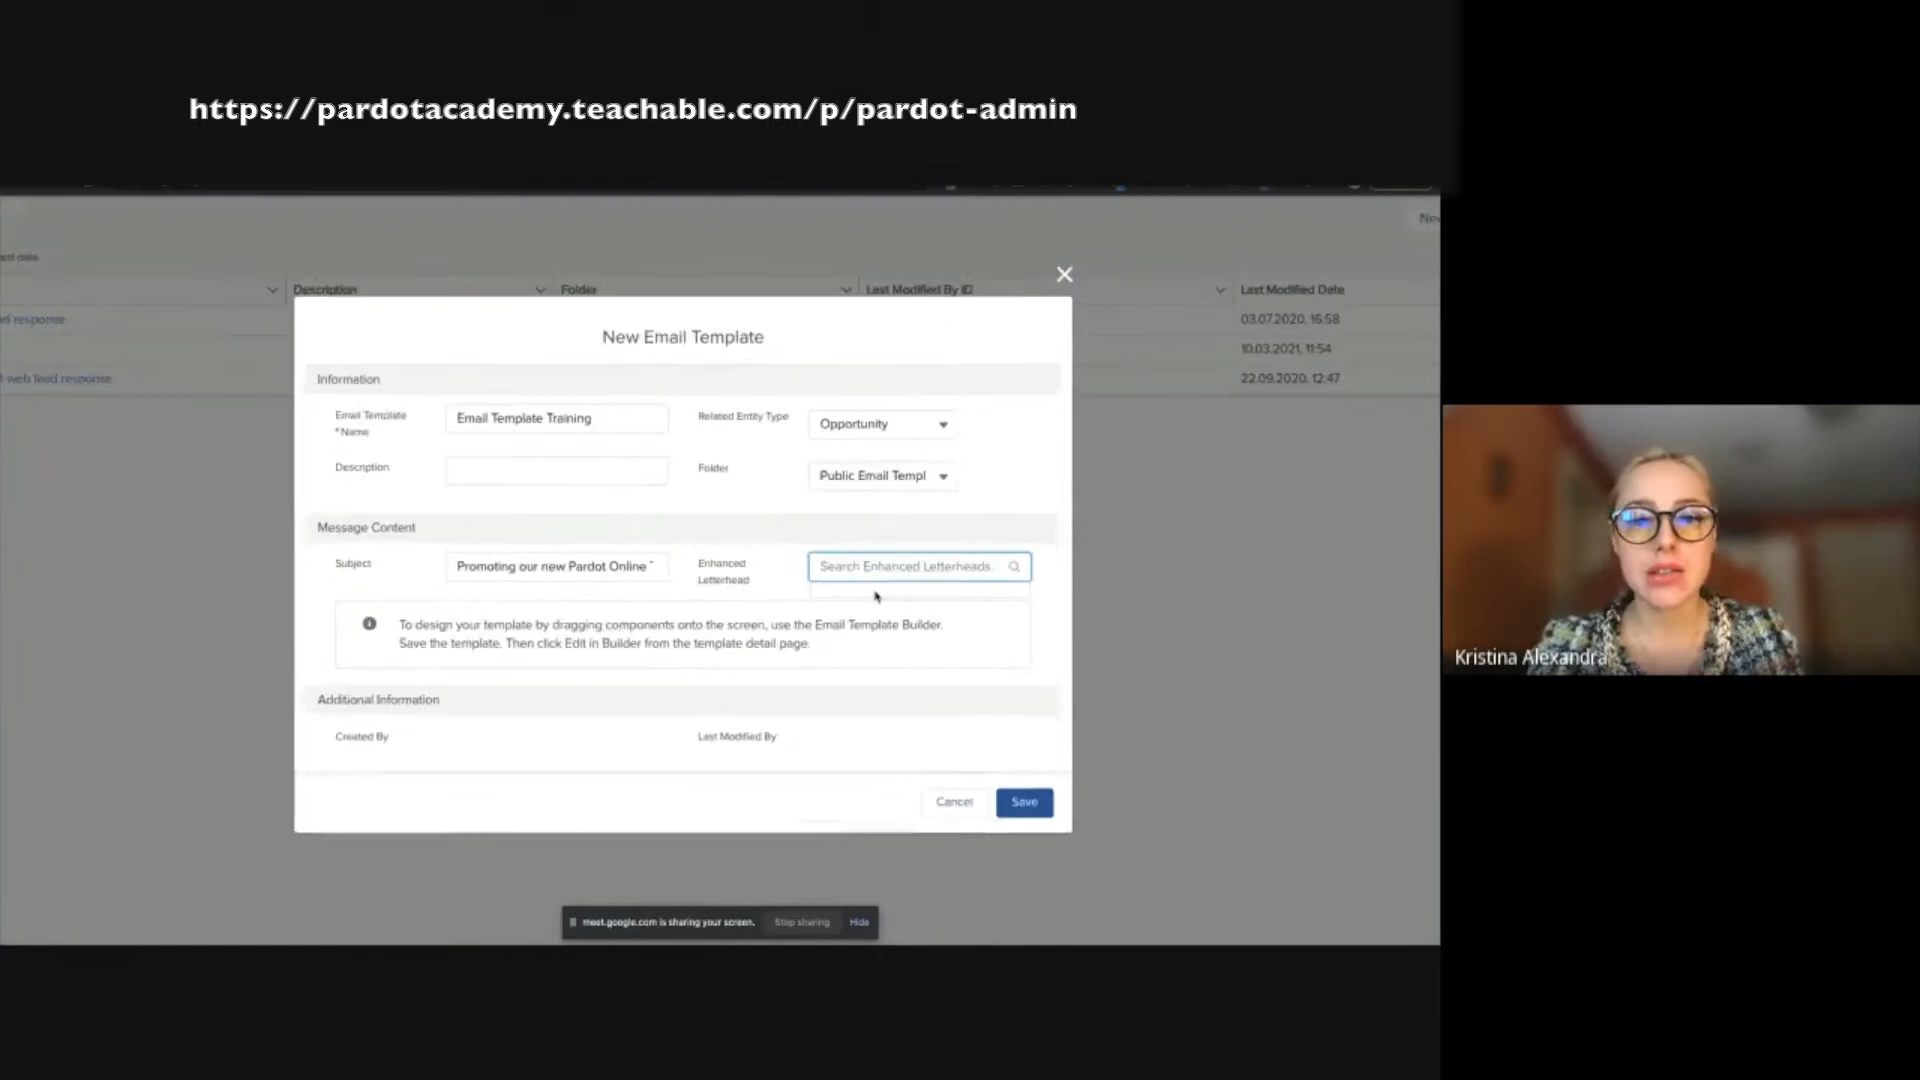 https://pardotacademy.teachable.com/p/pardot-admin
New
Description Folder Last Modified By ID Last Modified Date
response 03.07.2020, 16:58
10.03.2021, 11:54
web lead response 22.09.2020, 12:47
New Email Template
Information
Email Template
*Name
Email Template Training
Related Entity Type
Opportunity
Description
Folder
Public Email Templ
Message Content
Subject
Promoting our new Pardot Online
Enhanced
Letterhead
Search Enhanced Letterheads...
To design your template by dragging components onto the screen, use the Email Template Builder.
Save the template. Then click Edit in Builder from the template detail page.
Additional Information
Created By Last Modified By
Cancel Save
meet.google.com is sharing your screen. Stop sharing Hide
Kristina Alexandra